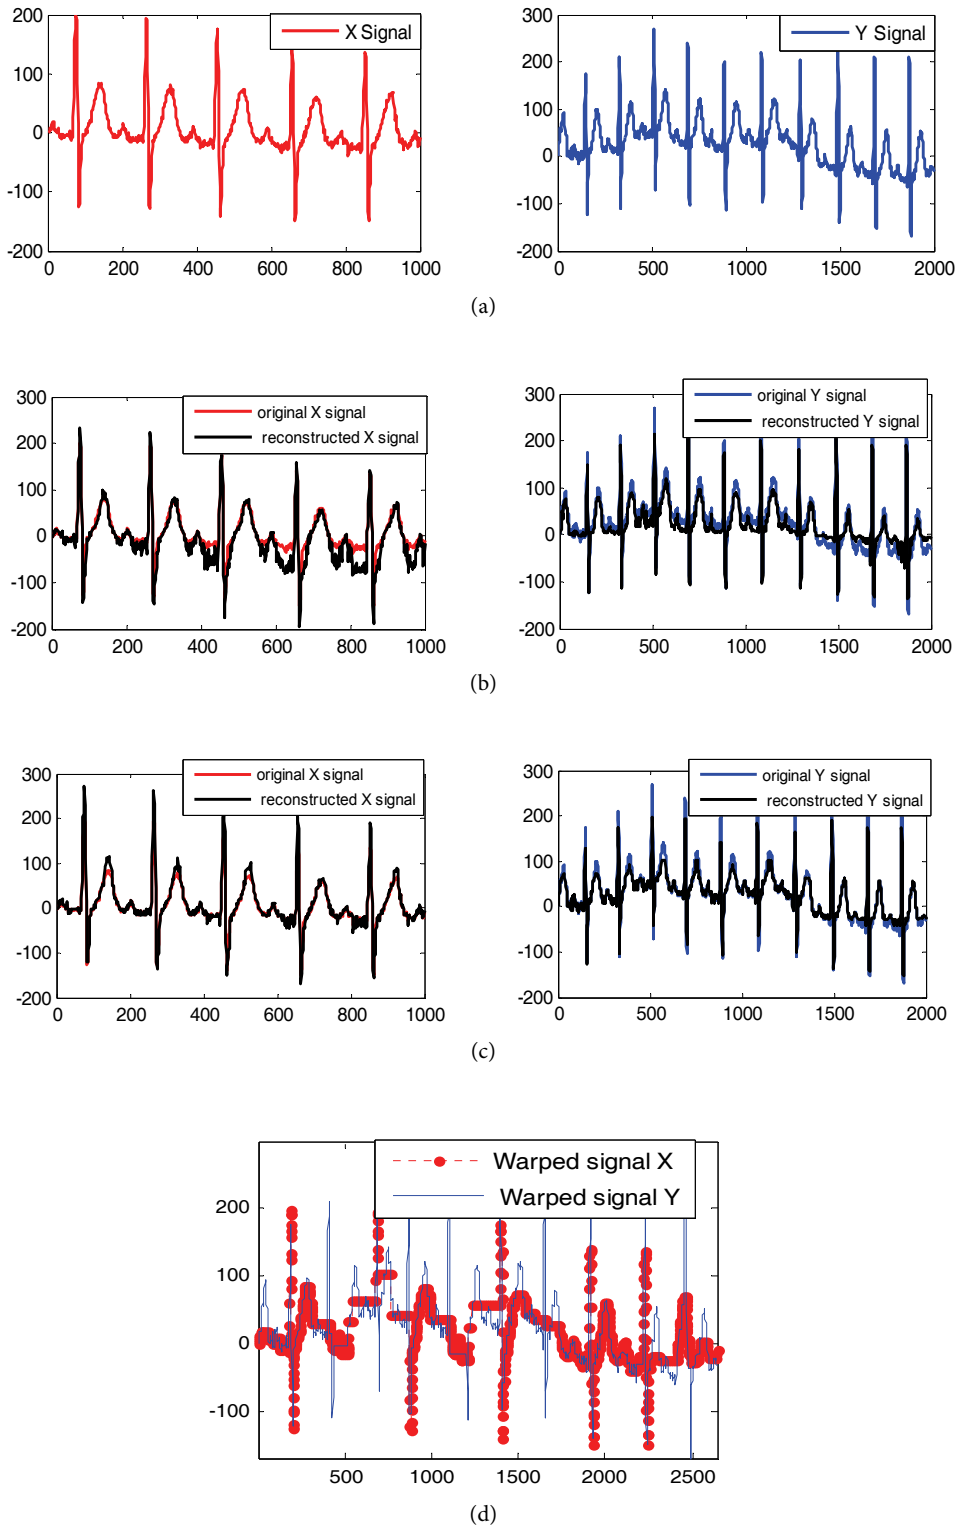 X Signal
200
100
0
-100
-200
0 200 400 600 800 1000
Y Signal
300
200
100
0
-100
-200
0 500 1000 1500 2000
(a)
original X signal
reconstructed X signal
300
200
100
0
-100
-200
0 200 400 600 800 1000
original Y signal
reconstructed Y signal
300
200
100
0
-100
-200
0 500 1000 1500 2000
(b)
original X signal
reconstructed X signal
300
200
100
0
-100
-200
0 200 400 600 800 1000
original Y signal
reconstructed Y signal
300
200
100
0
-100
-200
0 500 1000 1500 2000
(c)
Warped signal X
Warped signal Y
200
100
0
-100
500 1000 1500 2000 2500
(d)